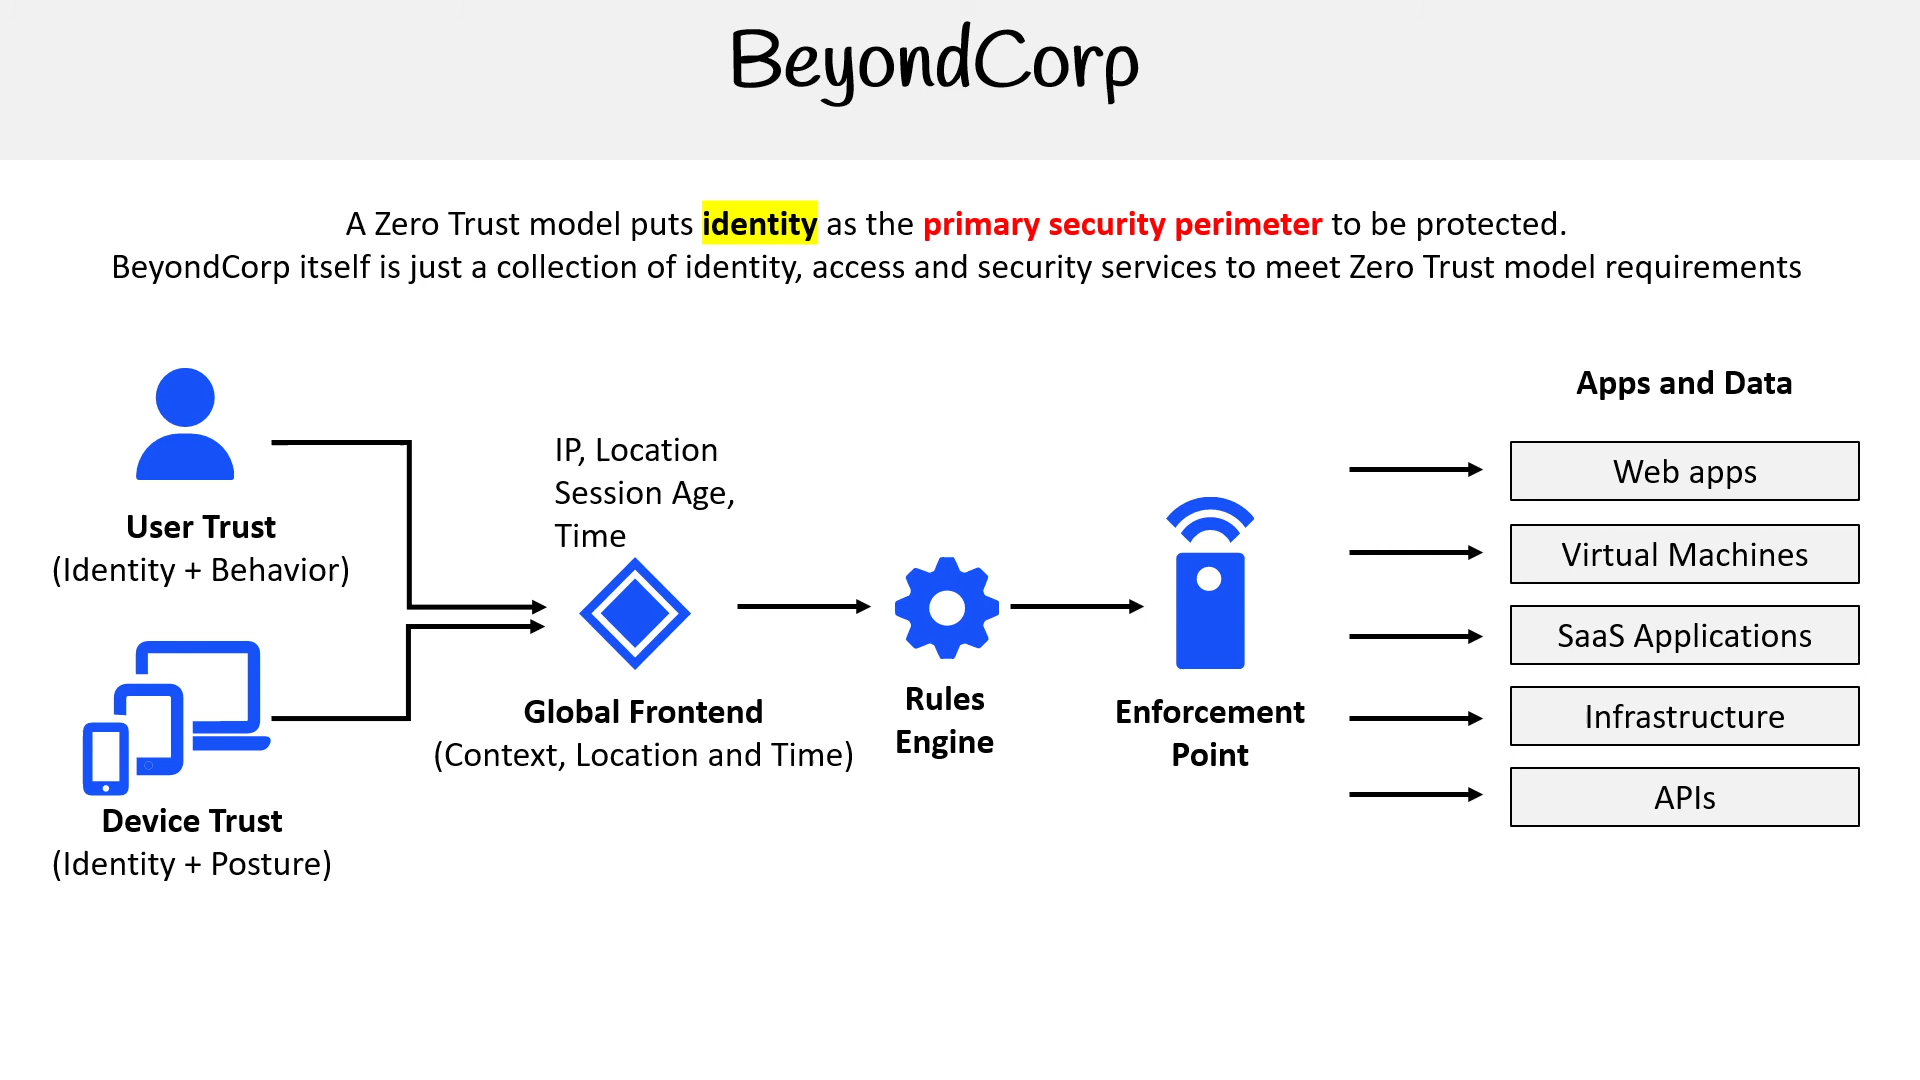 BeyondCorp
A Zero Trust model puts identity as the primary security perimeter to be protected.
BeyondCorp itself is just a collection of identity, access and security services to meet Zero Trust model requirements
User Trust
(Identity + Behavior)
Device Trust
(Identity + Posture)
IP, Location
Session Age,
Time
Global Frontend
(Context, Location and Time)
Rules
Engine
Enforcement
Point
Apps and Data
Web apps
Virtual Machines
SaaS Applications
Infrastructure
APIs